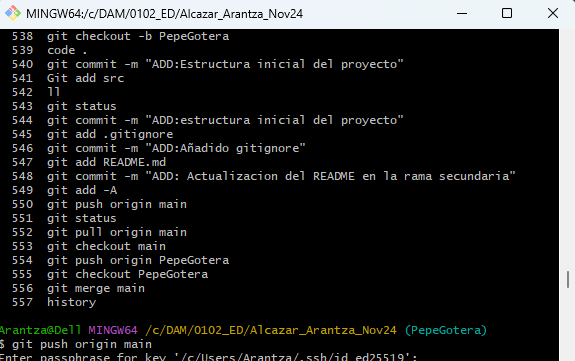 MINGW64:/c/DAM/0102_ED/Alcazar_Arantza_Nov24
538 git checkout -b PepeGotera
539 code .
540 git commit -m "ADD:Estructura inicial del proyecto"
541 Git add src
542 ll
543 git status
544 git commit -m "ADD:estructura inicial del proyecto"
545 git add .gitignore
546 git commit -m "ADD:Añadido gitignore"
547 git add README.md
548 git commit -m "ADD: Actualizacion del README en la rama secundaria"
549 git add -A
550 git push origin main
551 git status
552 git pull origin main
553 git checkout main
554 git push origin PepeGotera
555 git checkout PepeGotera
556 git merge main
557 history
Arantza@Dell MINGW64 /c/DAM/0102_ED/Alcazar_Arantza_Nov24 (PepeGotera)
$ git push origin main
Enter passphrase for key '/c/Users/Arantza/.ssh/id_ed25519':